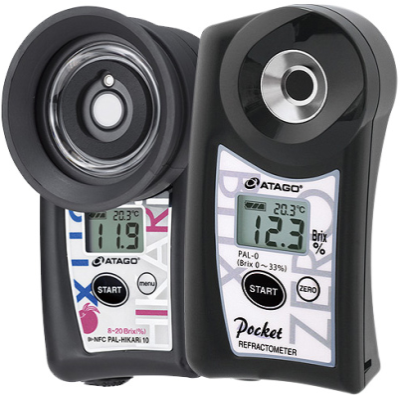 20.3°C
11.9
ATAGO
START
menu
HIKARI
8-20(Brix(%)
NFC PAL-HIKARI 10
ATAGO®
20.3°C
12.3
Brix
%
PAL-0
(Brix 0~33%)
START
ZERO
Pocket
REFRACTOMETER